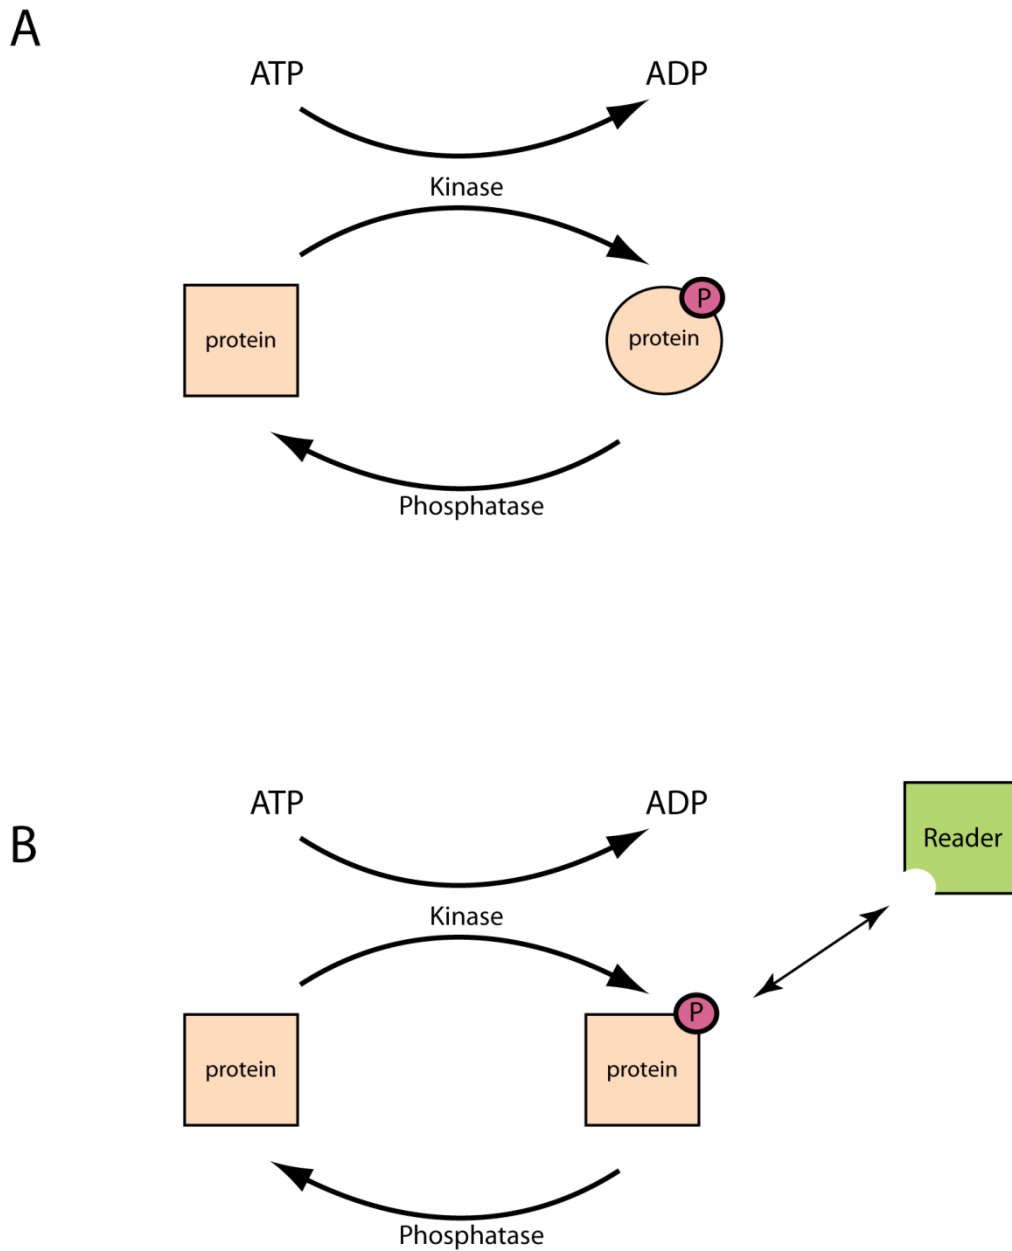 A
ATP
ADP
Kinase
protein
P
protein
Phosphatase
B
ATP
ADP
Reader
Kinase
protein
P
protein
Phosphatase